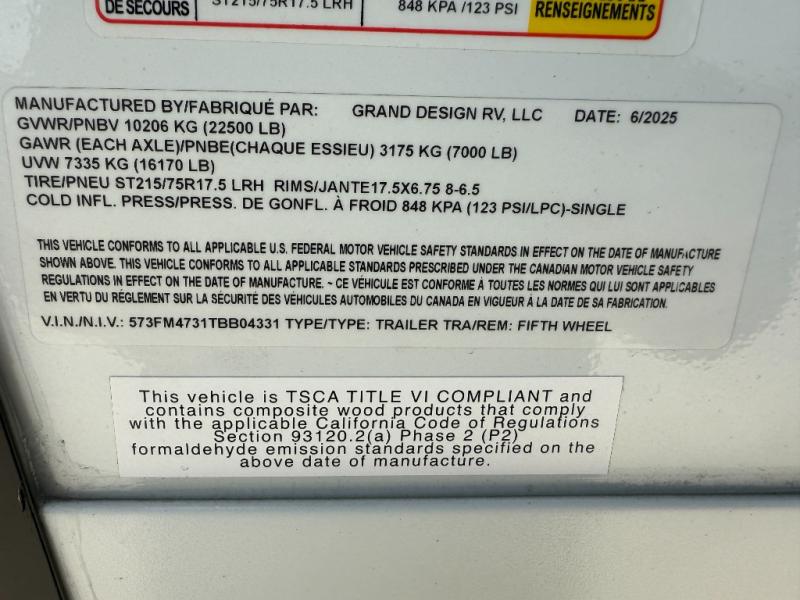 DE SECOURS ST215/75R17.5 LRH 848 KPA /123 PSI RENSEIGNEMENTS
MANUFACTURED BY/FABRIQUÉ PAR: GRAND DESIGN RV, LLC DATE: 6/2025
GVWR/PNBV 10206 KG (22500 LB)
GAWR (EACH AXLE)/PNBE(CHAQUE ESSIEU) 3175 KG (7000 LB)
UVW 7335 KG (16170 LB)
TIRE/PNEU ST215/75R17.5 LRH RIMS/JANTE17.5X6.75 8-6.5
COLD INFL. PRESS/PRESS. DE GONFL. À FROID 848 KPA (123 PSI/LPC)-SINGLE
THIS VEHICLE CONFORMS TO ALL APPLICABLE U.S. FEDERAL MOTOR VEHICLE SAFETY STANDARDS IN EFFECT ON THE DATE OF MANUFACTURE
SHOWN ABOVE. THIS VEHICLE CONFORMS TO ALL APPLICABLE STANDARDS PRESCRIBED UNDER THE CANADIAN MOTOR VEHICLE SAFETY
REGULATIONS IN EFFECT ON THE DATE OF MANUFACTURE. ~ CE VÉHICULE EST CONFORME À TOUTES LES NORMES QUI LUI SONT APPLICABLES
EN VERTU DU RÉGLEMENT SUR LA SÉCURITÉ DES VÉHICULES AUTOMOBILES DU CANADA EN VIGUEUR À LA DATE DE SA FABRICATION.
V.I.N./N.I.V.: 573FM4731TBB04331 TYPE/TYPE: TRAILER TRA/REM: FIFTH WHEEL
This vehicle is TSCA TITLE VI COMPLIANT and
contains composite wood products that comply
with the applicable California Code of Regulations
Section 93120.2(a) Phase 2 (P2)
formaldehyde emission standards specified on the
above date of manufacture.